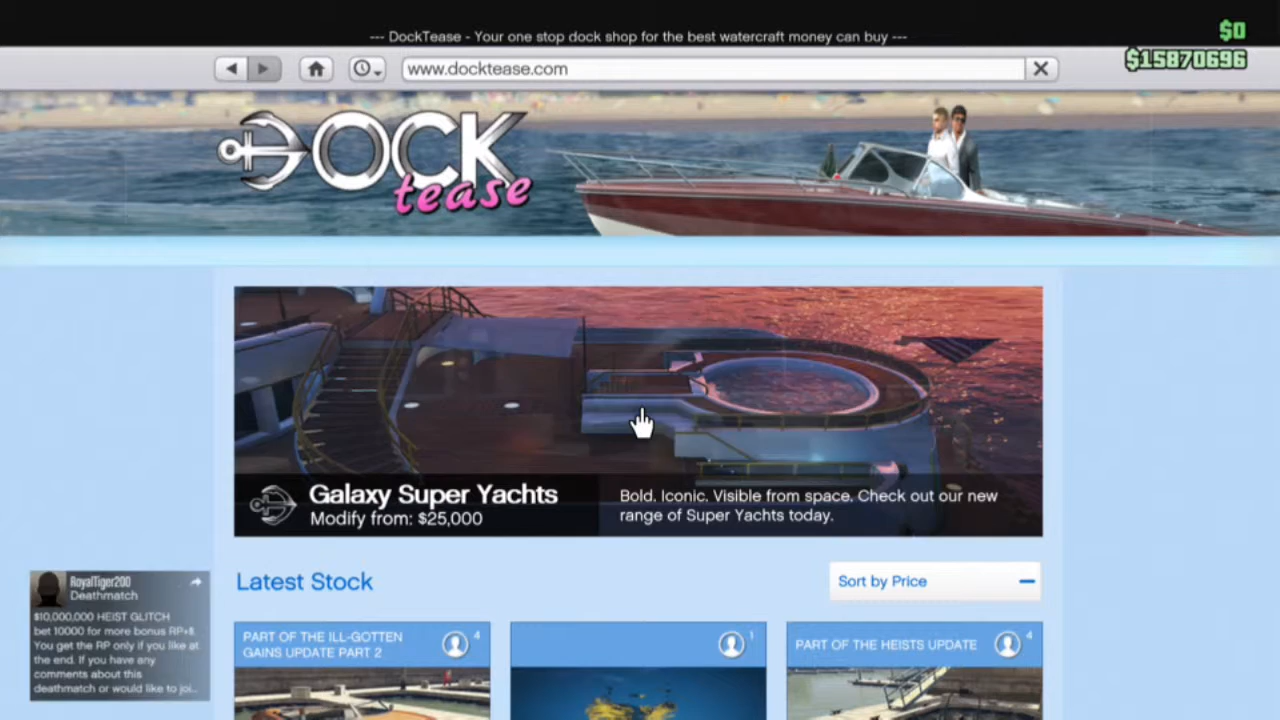 --- DockTease - Your one stop dock shop for the best watercraft money can buy ---
$0
$15870696
www.docktease.com
DOCK
tease
Galaxy Super Yachts
Modify from: $25,000
Bold. Iconic. Visible from space. Check out our new
range of Super Yachts today.
Latest Stock
Sort by Price
RoyalTiger200
Deathmatch
$10,000,000 HEIST GLITCH
bet 10000 for more bonus RP+$.
You get the RP only if you like at
the end. If you have any
comments about this
deathmatch or would like to joi...
PART OF THE ILL-GOTTEN
GAINS UPDATE PART 2
4
1
PART OF THE HEISTS UPDATE
4